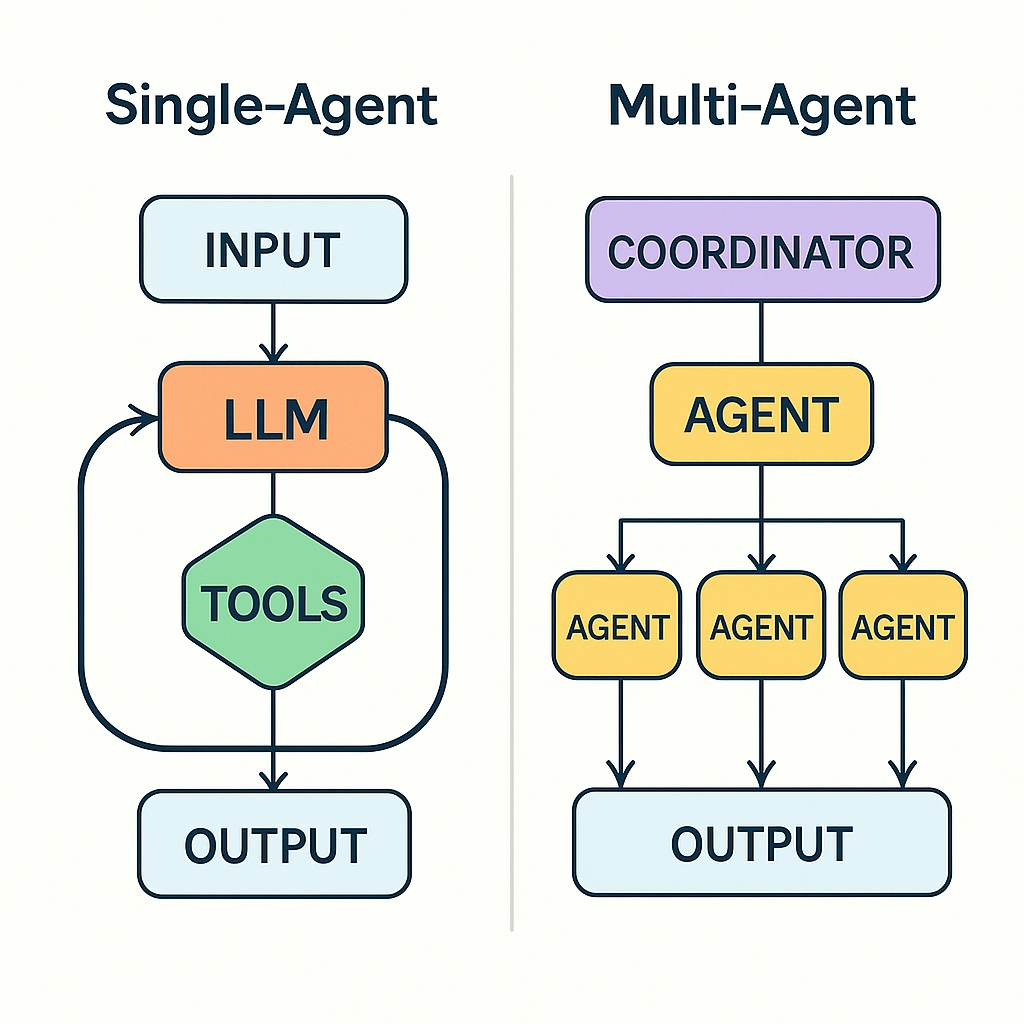 Single-Agent
INPUT
LLM
TOOLS
OUTPUT
Multi-Agent
COORDINATOR
AGENT
AGENT AGENT AGENT
OUTPUT